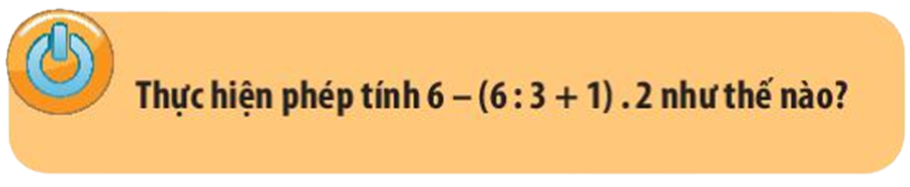 Thực hiện phép tính 6 – (6 : 3 + 1) . 2 như thế nào?